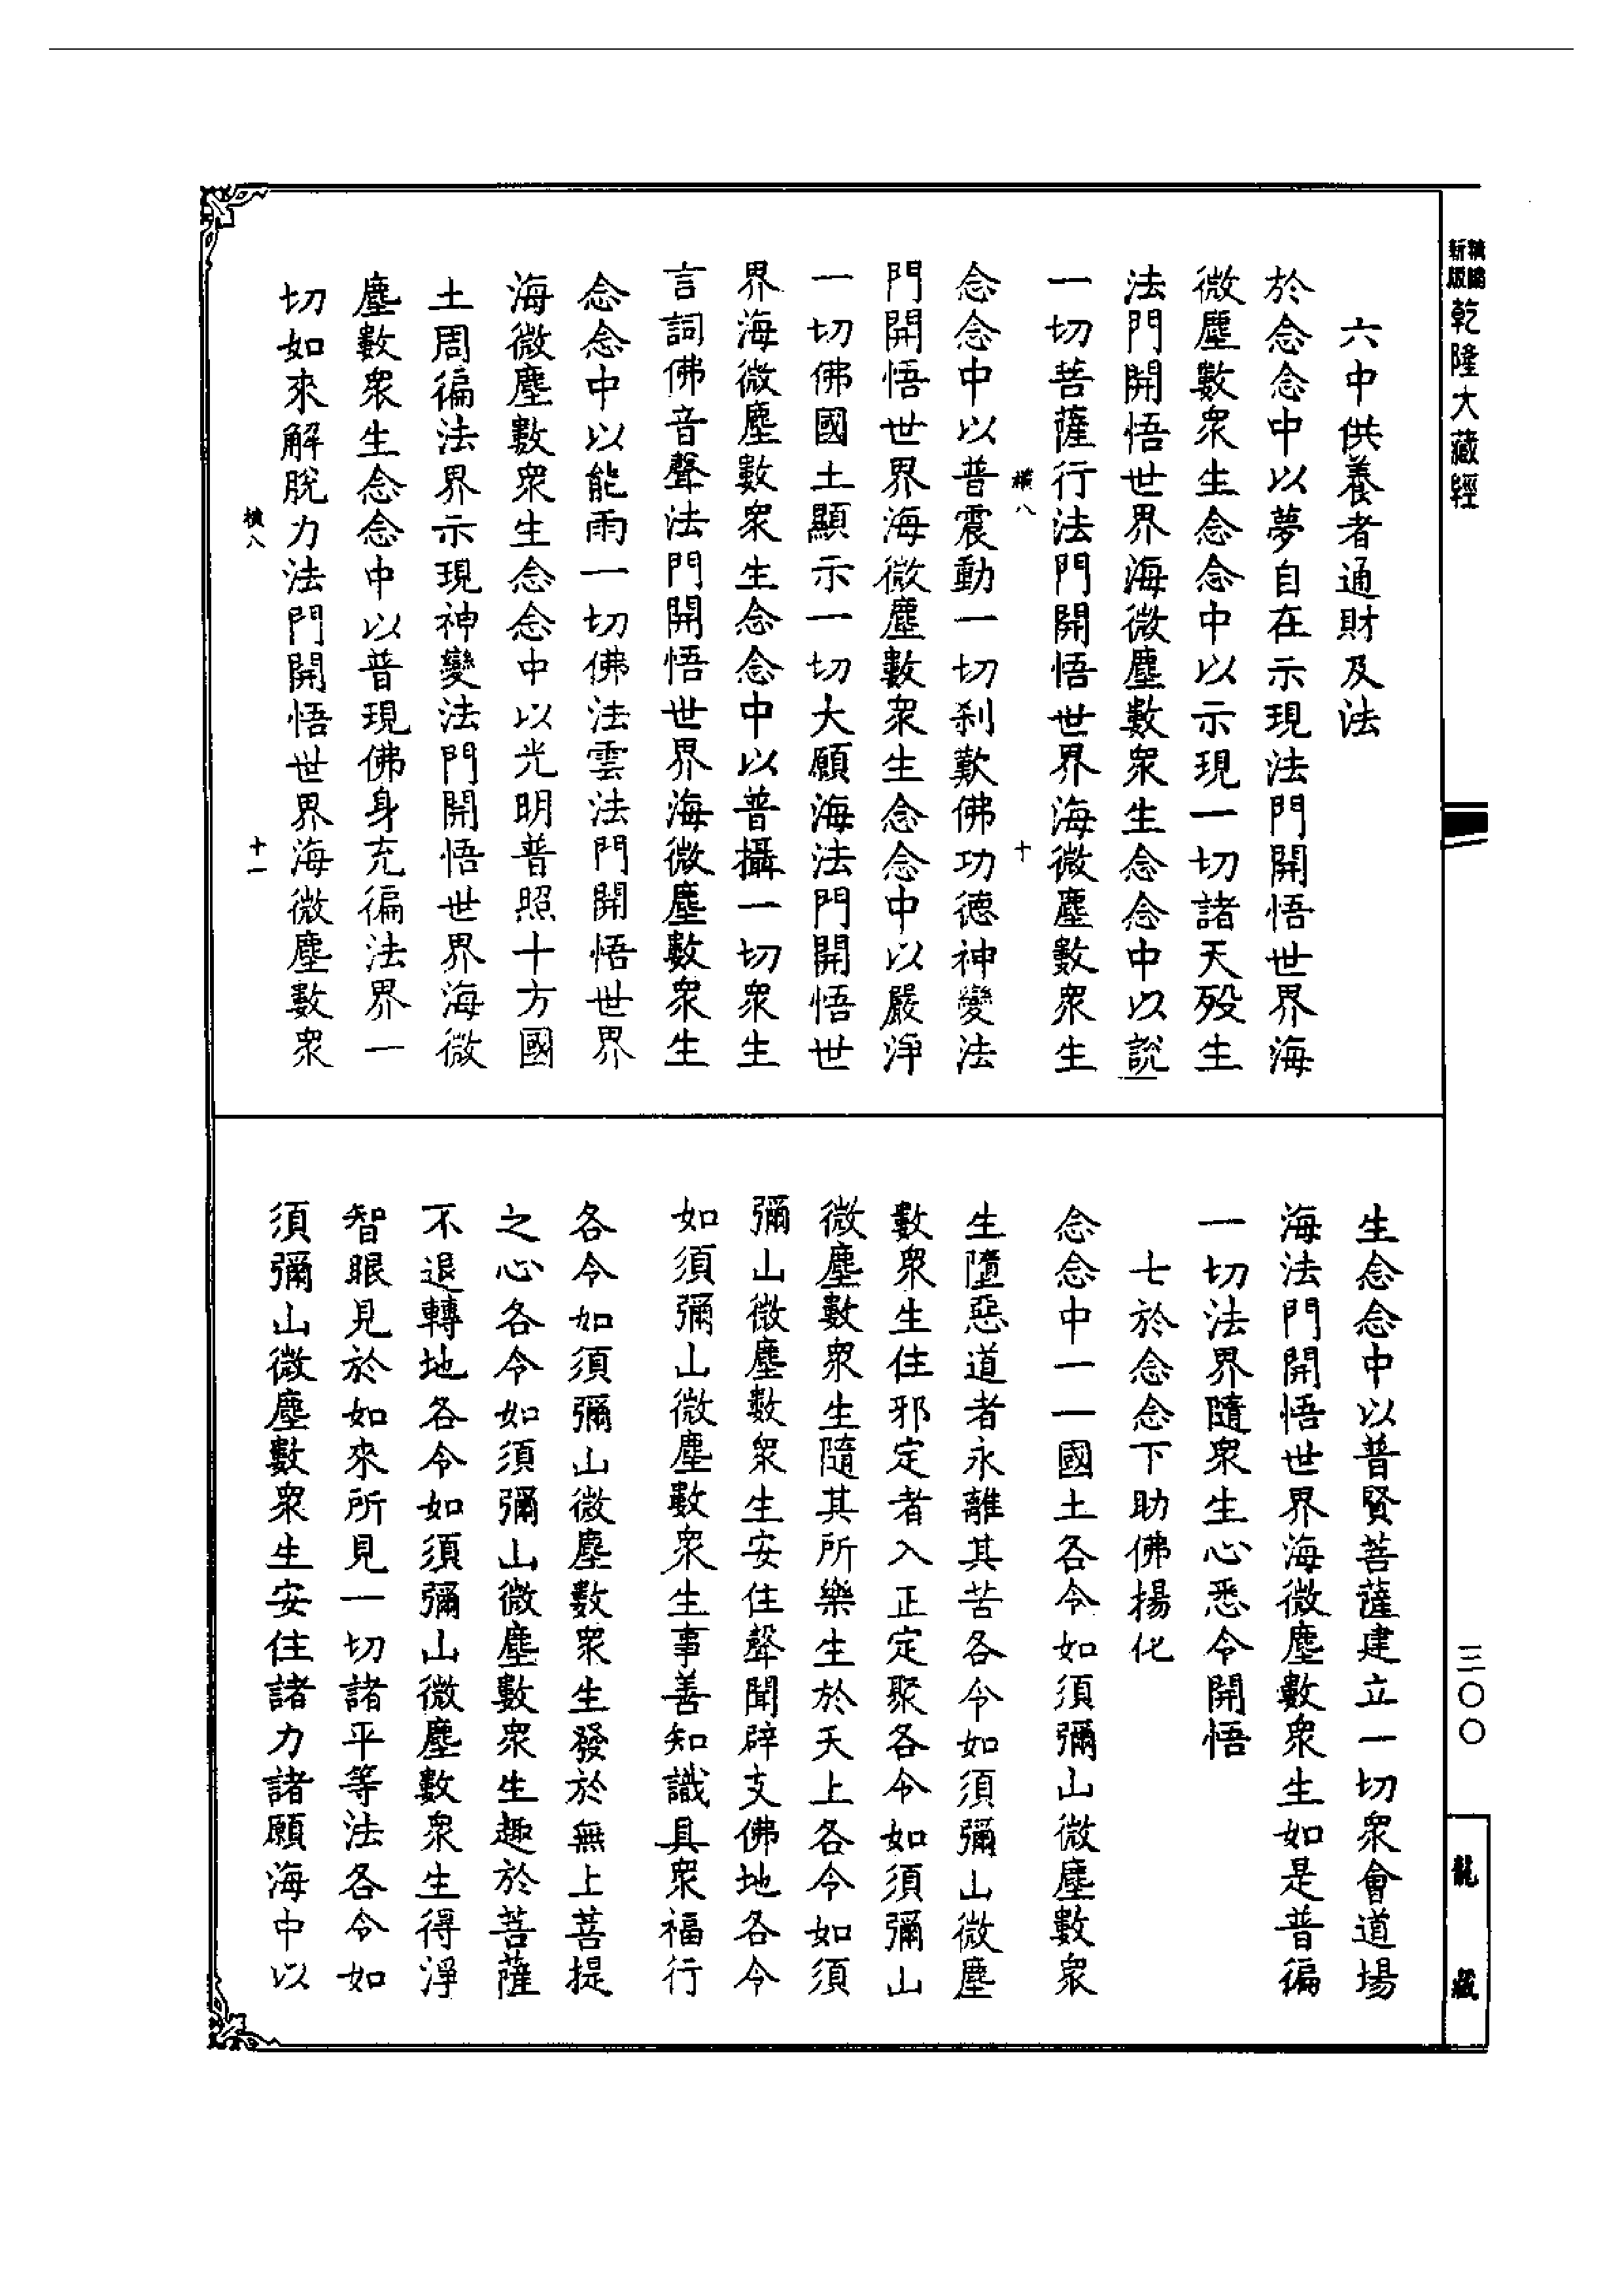 新版精縮乾隆大藏經
六中供養者通財及法
於念念中以夢自在示現法門開悟世界海
微塵數衆生念念中以示現一切諸天殁生
法門開悟世界海微塵數衆生念念中以說
一切菩薩行法門開悟世界海微塵數衆生
橫八 十
念念中以普震動一切刹歎佛功德神變法
門開悟世界海微塵數衆生念念中以嚴淨
一切佛國土顯示一切大願海法門開悟世
界海微塵數衆生念念中以普攝一切衆生
言詞佛音聲法門開悟世界海微塵數衆生
念念中以能雨一切佛法雲法門開悟世界
海微塵數衆生念念中以光明普照十方國
土周徧法界示現神變法門開悟世界海微
塵數衆生念念中以普現佛身充徧法界一
切如來解脫力法門開悟世界海微塵數衆
橫八 十一
生念念中以普賢菩薩建立一切衆會道場
海法門開悟世界海微塵數衆生如是普徧
一切法界隨衆生心悉令開悟
七於念念下助佛揚化
念念中一一國土各令如須彌山微塵數衆
生墮惡道者永離其苦各令如須彌山微塵
數衆生住邪定者入正定聚各令如須彌山
微塵數衆生隨其所樂生於天上各令如須
彌山微塵數衆生安住聲聞辟支佛地各令
如須彌山微塵數衆生事善知識具衆福行
各令如須彌山微塵數衆生發於無上菩提
之心各令如須彌山微塵數衆生趣於菩薩
不退轉地各令如須彌山微塵數衆生得淨
智眼見於如來所見一切諸平等法各令如
須彌山微塵數衆生安住諸力諸願海中以
三〇〇
龍藏